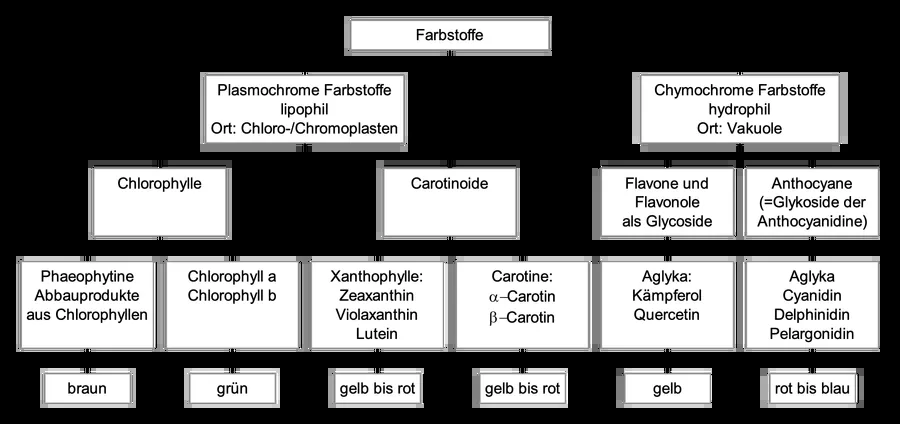 Farbstoffe
Plasmochrome Farbstoffe
lipophil
Ort: Chloro-/Chromoplasten
Chymochrome Farbstoffe
hydrophil
Ort: Vakuole
Chlorophylle
Carotinoide
Flavone und
Flavonole
als Glycoside
Anthocyane
(=Glykoside der
Anthocyanidine)
Phaeophytine
Abbauprodukte
aus Chlorophyllen
Chlorophyll a
Chlorophyll b
Xanthophylle:
Zeaxanthin
Violaxanthin
Lutein
Carotine:
α–Carotin
β–Carotin
Aglyka:
Kämpferol
Quercetin
Aglyka
Cyanidin
Delphinidin
Pelargonidin
braun
grün
gelb bis rot
gelb bis rot
gelb
rot bis blau